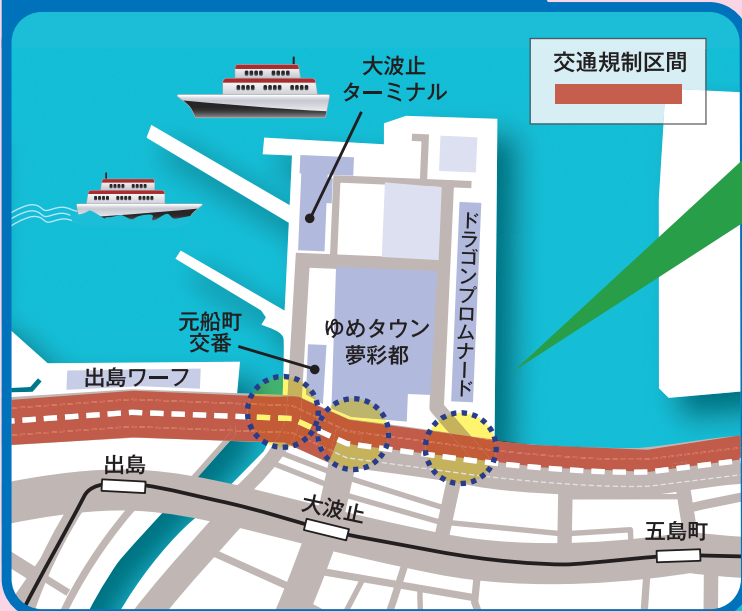 交通規制区間
大波止
ターミナル
ドラゴンプロムナード
元船町
交番
ゆめタウン
夢彩都
出島ワーフ
出島
大波止
五島町